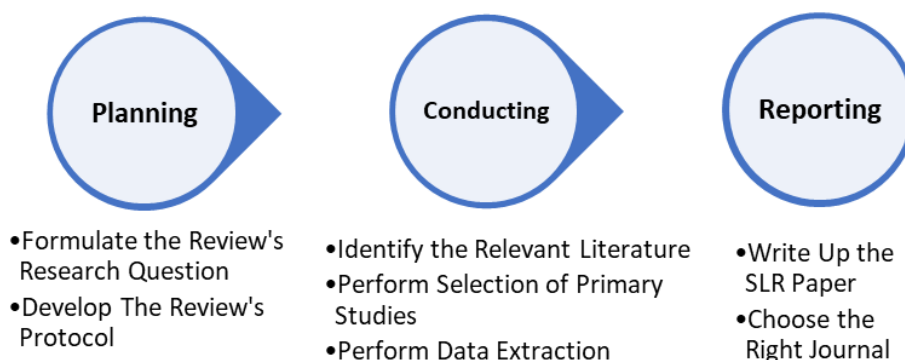 Planning
•Formulate the Review's
Research Question
•Develop The Review's
Protocol
Conducting
•Identify the Relevant Literature
•Perform Selection of Primary
Studies
•Perform Data Extraction
Reporting
•Write Up the
SLR Paper
•Choose the
Right Journal